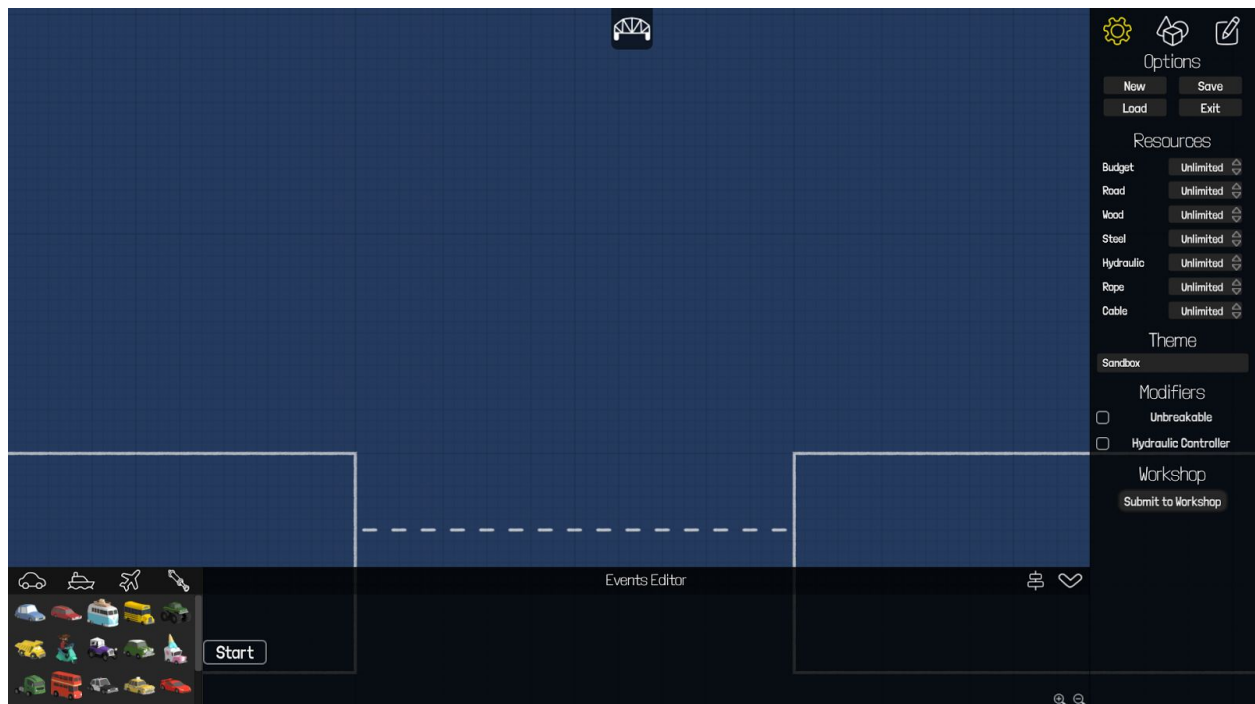 Options
New Save
Load Exit
Resources
Budget Unlimited
Road Unlimited
Wood Unlimited
Steel Unlimited
Hydraulic Unlimited
Rope Unlimited
Cable Unlimited
Theme
Sandbox
Modifiers
Unbreakable
Hydraulic Controller
Workshop
Submit to Workshop
Events Editor
Start